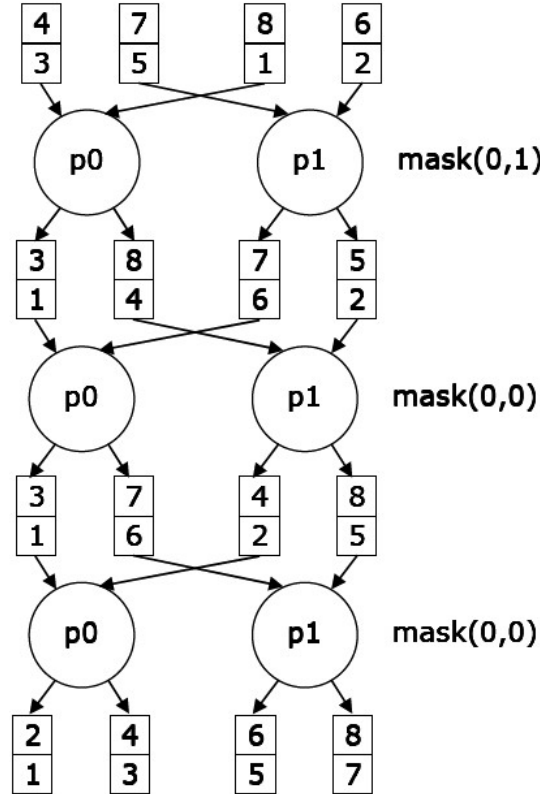 4 7 8 6
3 5 1 2
p0 p1 mask(0,1)
3 8 7 5
1 4 6 2
p0 p1 mask(0,0)
3 7 4 8
1 6 2 5
p0 p1 mask(0,0)
2 4 6 8
1 3 5 7